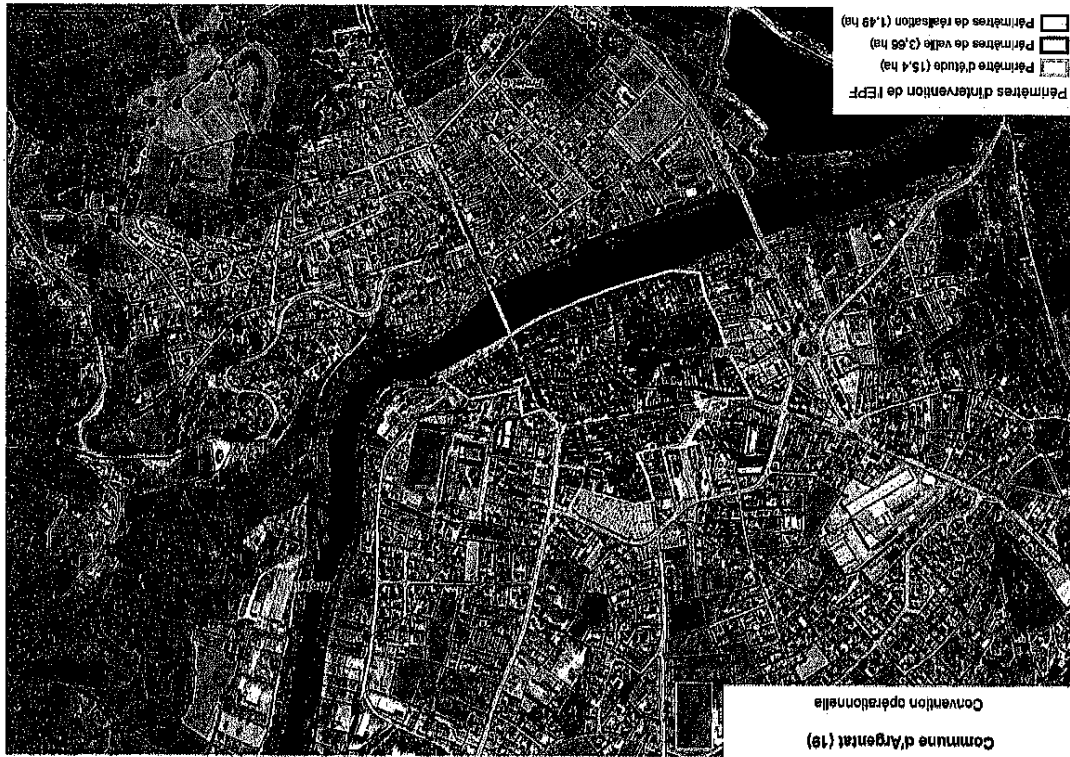 Commune d'Argentat (19)
Convention opérationnelle
Périmètres d'intervention de l'EPF
Périmètre d'étude (15,4 ha)
Périmètres de veille (3,66 ha)
Périmètres de réalisation (1,49 ha)